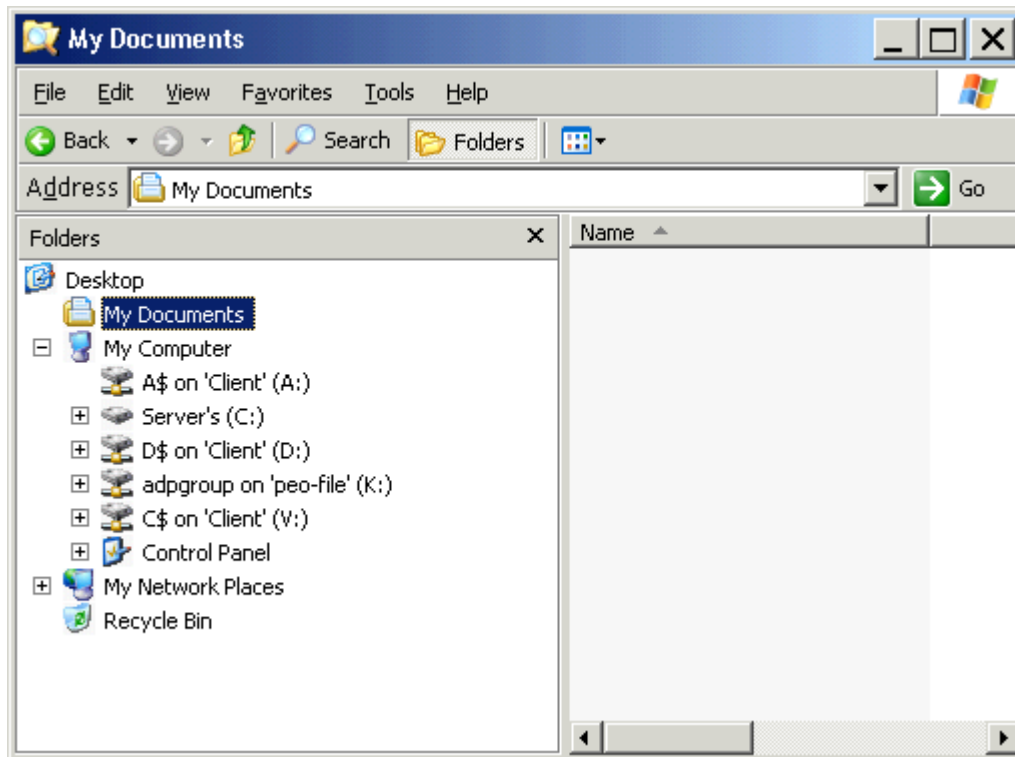 My Documents
File Edit View Favorites Tools Help
Back Search Folders
Address My Documents Go
Folders
Name
Desktop
My Documents
My Computer
A$ on 'Client' (A:)
Server's (C:)
D$ on 'Client' (D:)
adpgroup on 'peo-file' (K:)
C$ on 'Client' (V:)
Control Panel
My Network Places
Recycle Bin